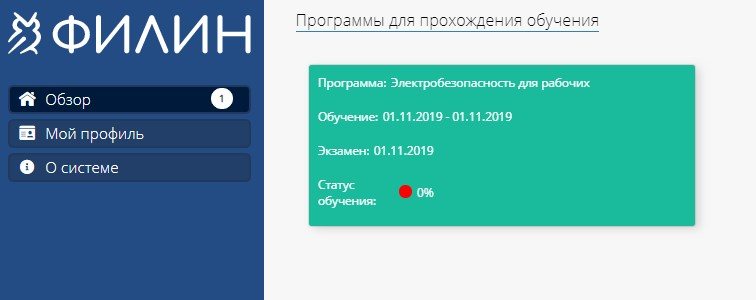 ФИЛИН
Обзор 1
Мой профиль
О системе
Программы для прохождения обучения
Программа: Электробезопасность для рабочих
Обучение: 01.11.2019 - 01.11.2019
Экзамен: 01.11.2019
Статус
обучения: 0%